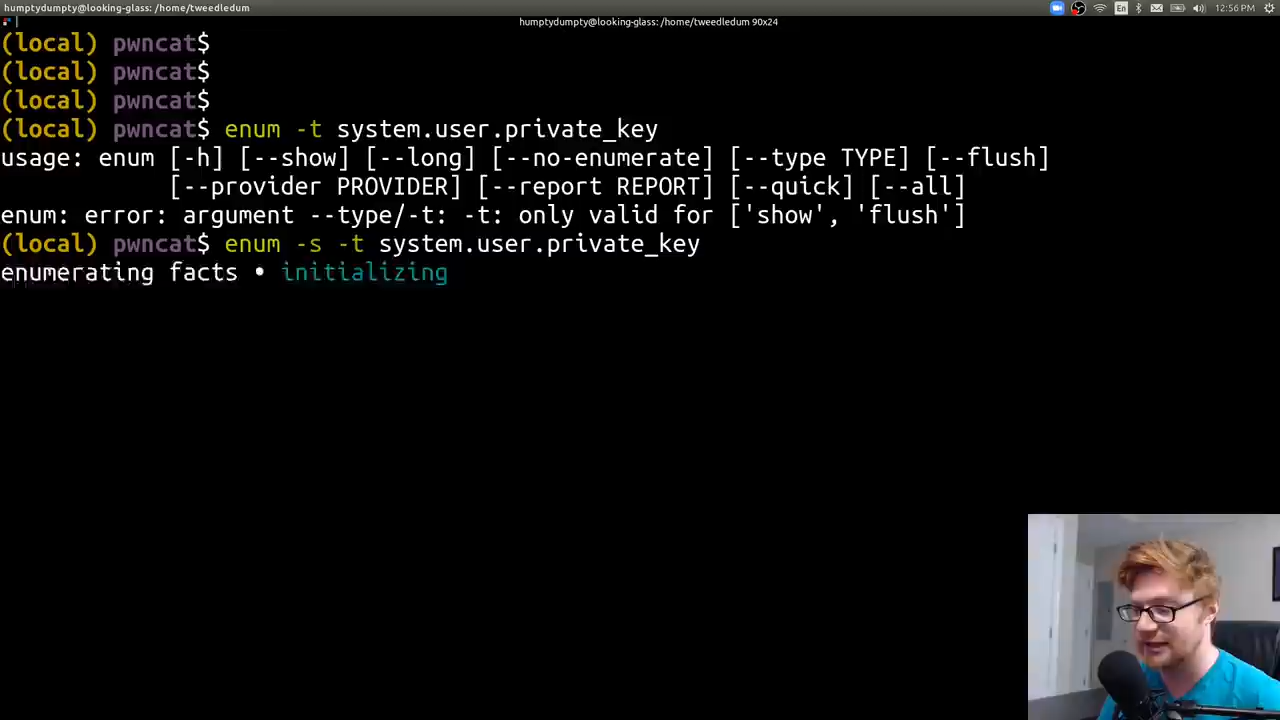 humptydumpty@looking-glass: /home/tweedledum
En
12:56 PM
humptydumpty@looking-glass: /home/tweedledum 90x24
(local) pwncat$
(local) pwncat$
(local) pwncat$
(local) pwncat$ enum -t system.user.private_key
usage: enum [-h] [--show] [--long] [--no-enumerate] [--type TYPE] [--flush]
[--provider PROVIDER] [--report REPORT] [--quick] [--all]
enum: error: argument --type/-t: -t: only valid for ['show', 'flush']
(local) pwncat$ enum -s -t system.user.private_key
enumerating facts • initializing